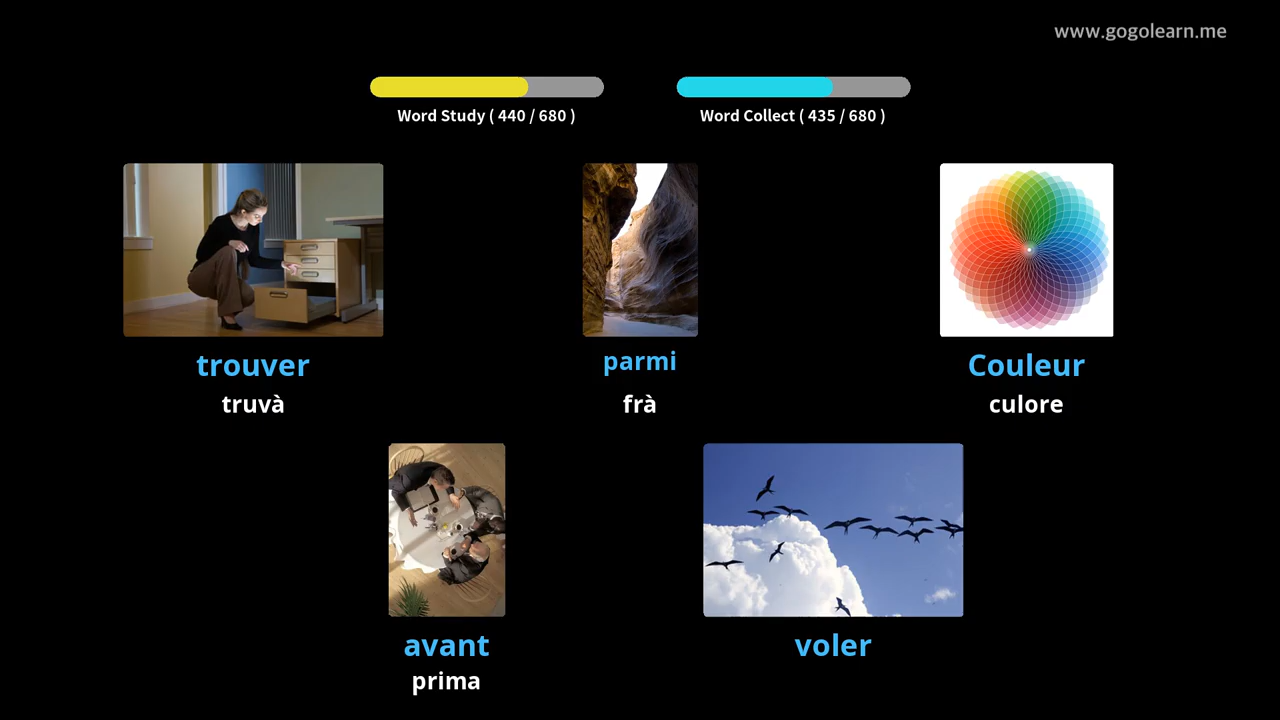 www.gogolearn.me
Word Study ( 440 / 680 )
Word Collect ( 435 / 680 )
trouver
truvà
parmi
frà
Couleur
culore
avant
prima
voler